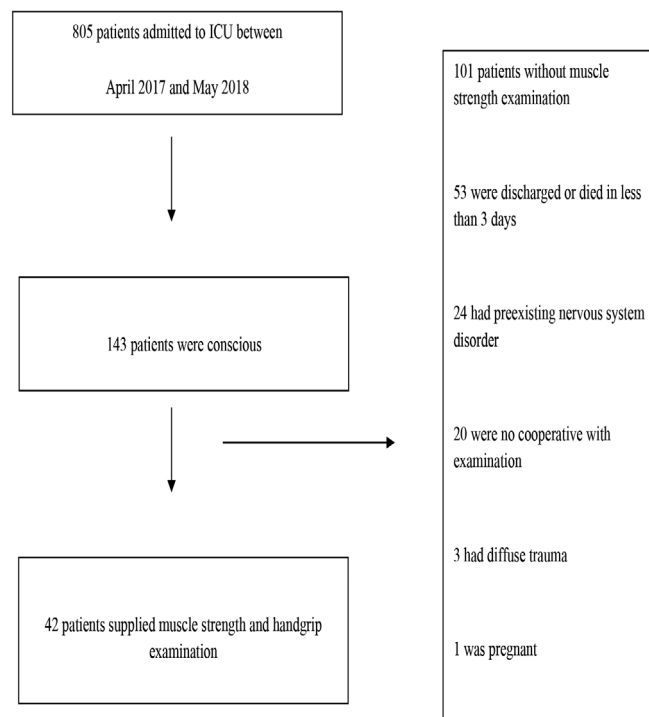 805 patients admitted to ICU between
April 2017 and May 2018
143 patients were conscious
42 patients supplied muscle strength and handgrip
examination
101 patients without muscle
strength examination
53 were discharged or died in less
than 3 days
24 had preexisting nervous system
disorder
20 were no cooperative with
examination
3 had diffuse trauma
1 was pregnant